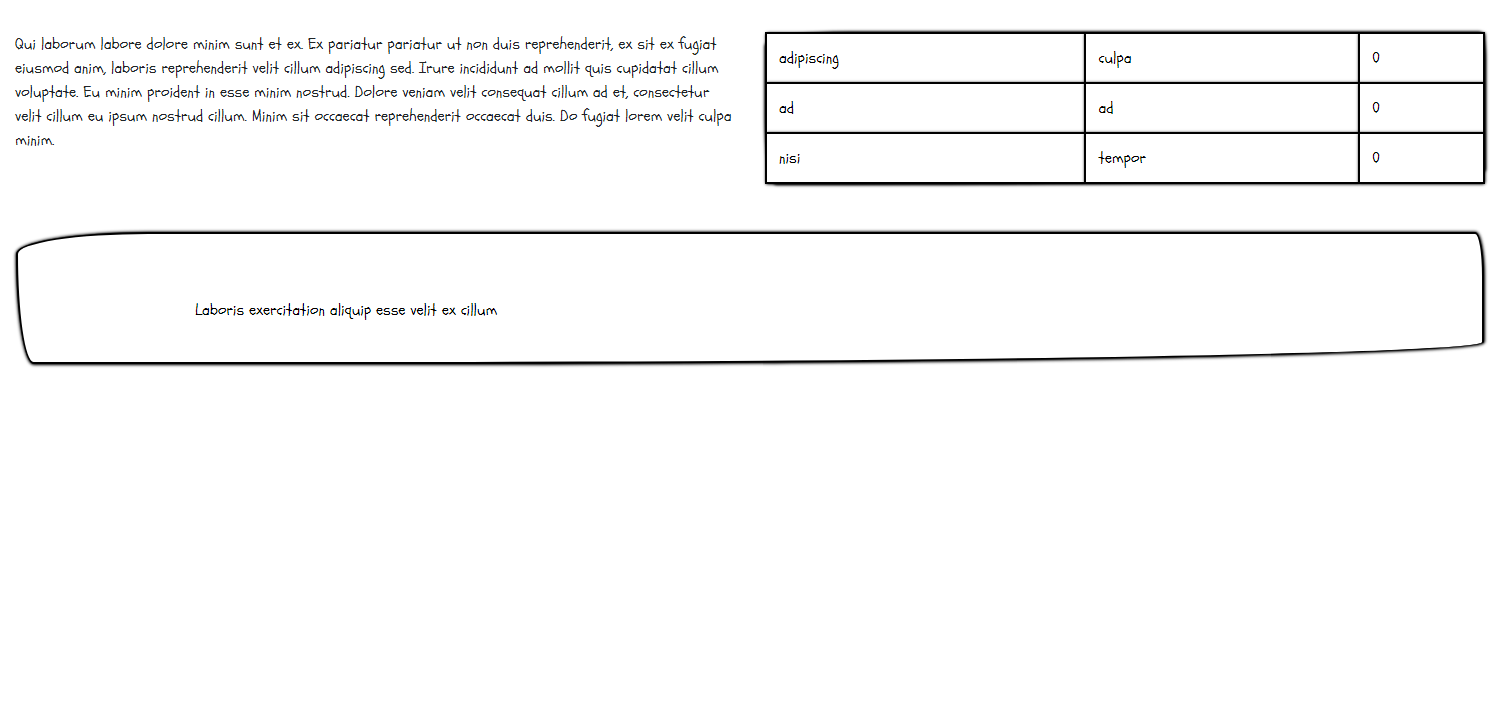 Qui laborum labore dolore minim sunt et ex. Ex pariatur pariatur ut non duis reprehenderit, ex sit ex fugiat
eiusmod anim, laboris reprehenderit velit cillum adipiscing sed. Irure incididunt ad mollit quis cupidatat cillum
voluptate. Eu minim proident in esse minim nostrud. Dolore veniam velit consequat cillum ad et, consectetur
velit cillum eu ipsum nostrud cillum. Minim sit occaecat reprehenderit occaecat duis. Do fugiat lorem velit culpa
minim.
adipiscing culpa 0
ad ad 0
nisi tempor 0
Laboris exercitation aliquip esse velit ex cillum